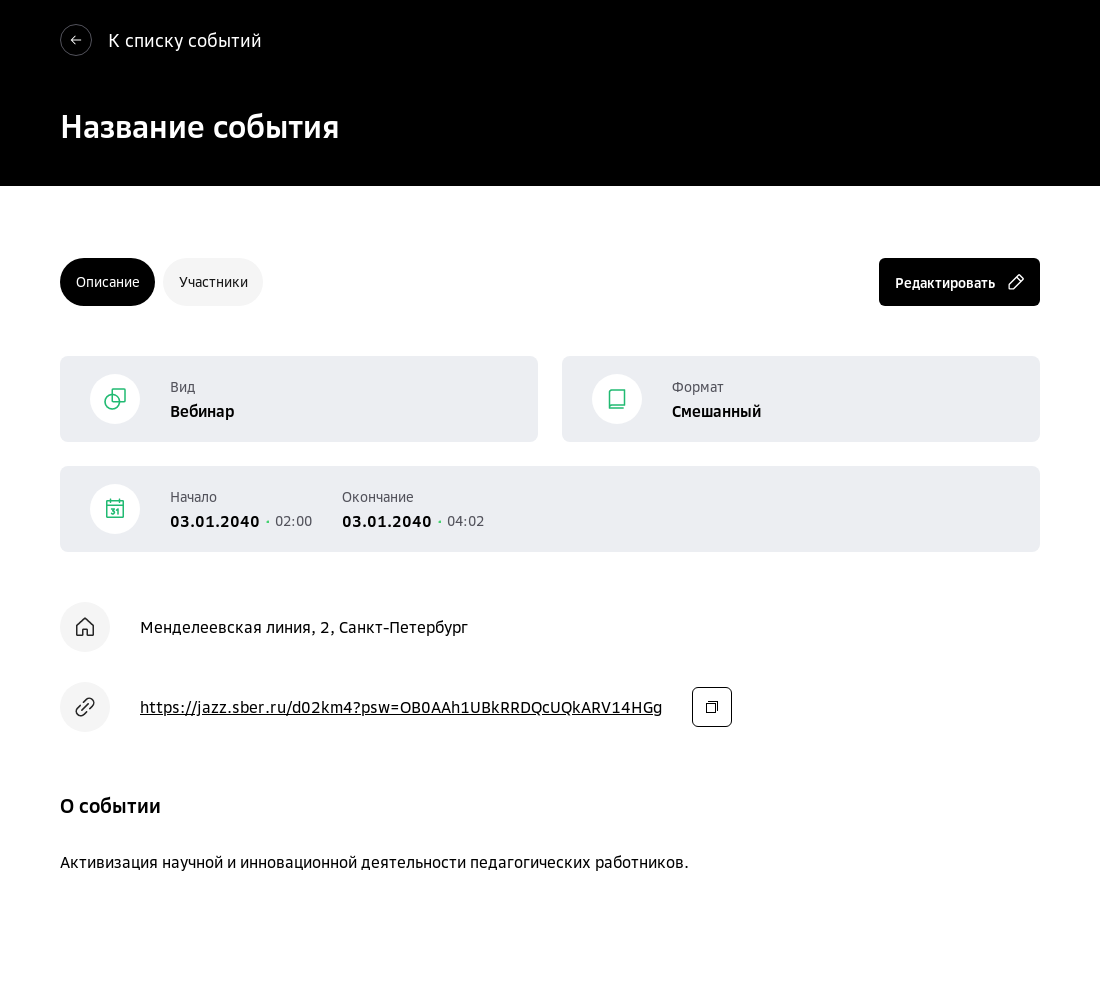 К списку событий
Название события
Описание
Участники
Редактировать
Вид
Вебинар
Формат
Смешанный
31
Начало
03.01.2040 · 02:00
Окончание
03.01.2040 · 04:02
Менделеевская линия, 2, Санкт-Петербург
https://jazz.sber.ru/d02km4?psw=OB0AAh1UBkRRDQcUQkARV14HGg
О событии
Активизация научной и инновационной деятельности педагогических работников.